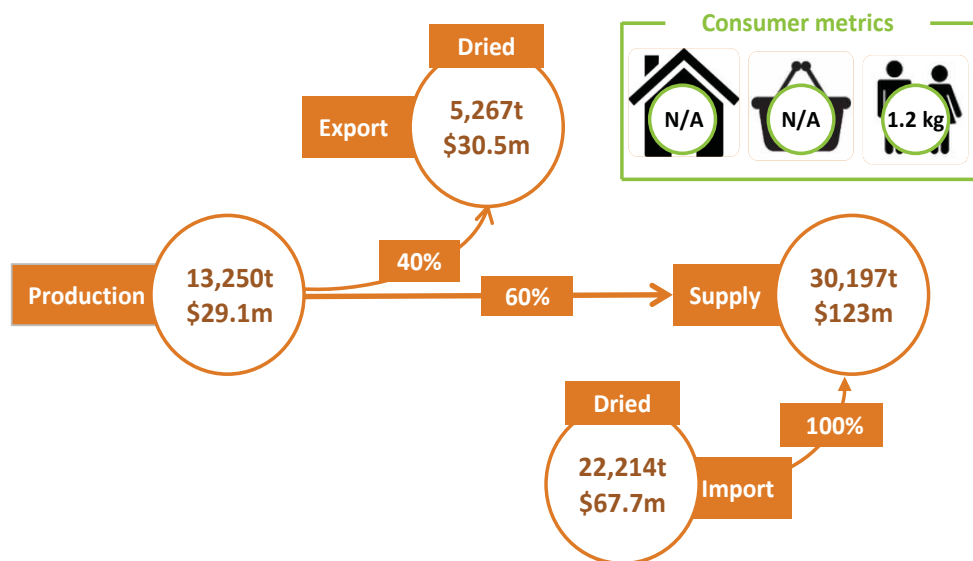 Consumer metrics
N/A
N/A
1.2 kg
Dried
Export
5,267t
$30.5m
40%
Production
13,250t
$29.1m
60%
Supply
30,197t
$123m
Dried
100%
22,214t
$67.7m
Import